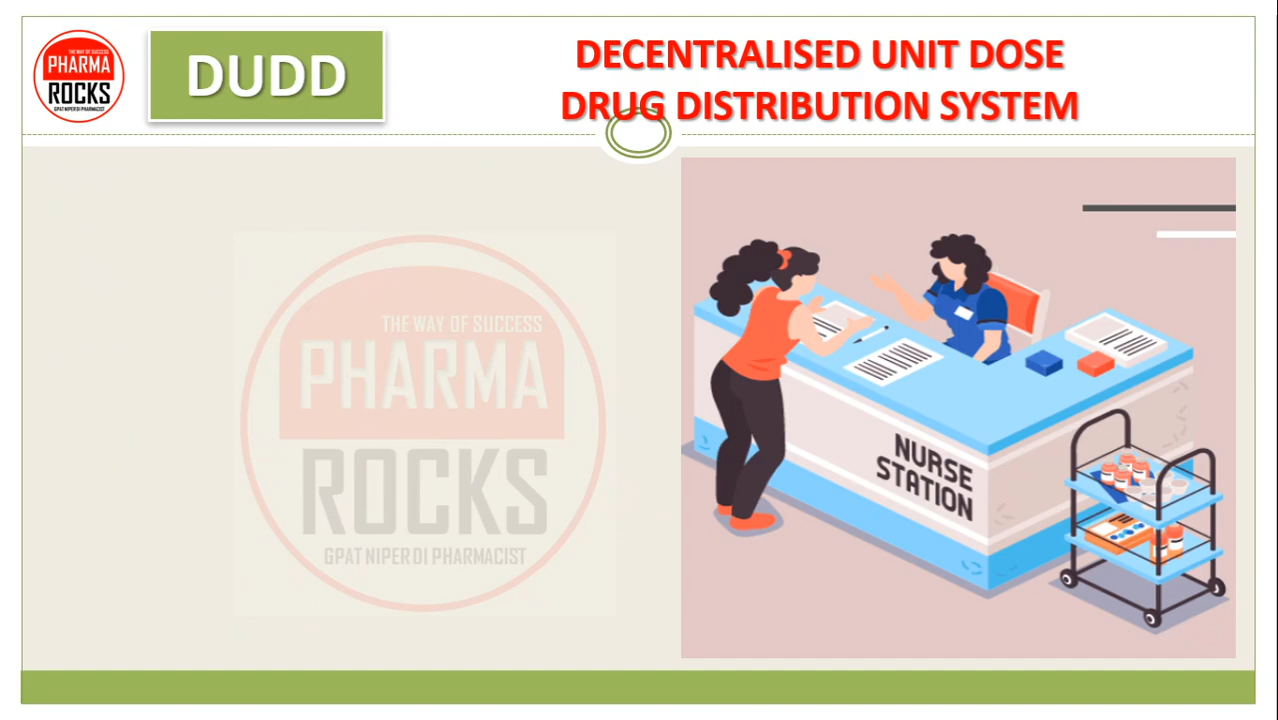 THE WAY OF SUCCESS
PHARMA
ROCKS
GPAT NIPER DI PHARMACIST
DUDD
DECENTRALISED UNIT DOSE
DRUG DISTRIBUTION SYSTEM
THE WAY OF SUCCESS
PHARMA
ROCKS
GPAT NIPER DI PHARMACIST
NURSE
STATION